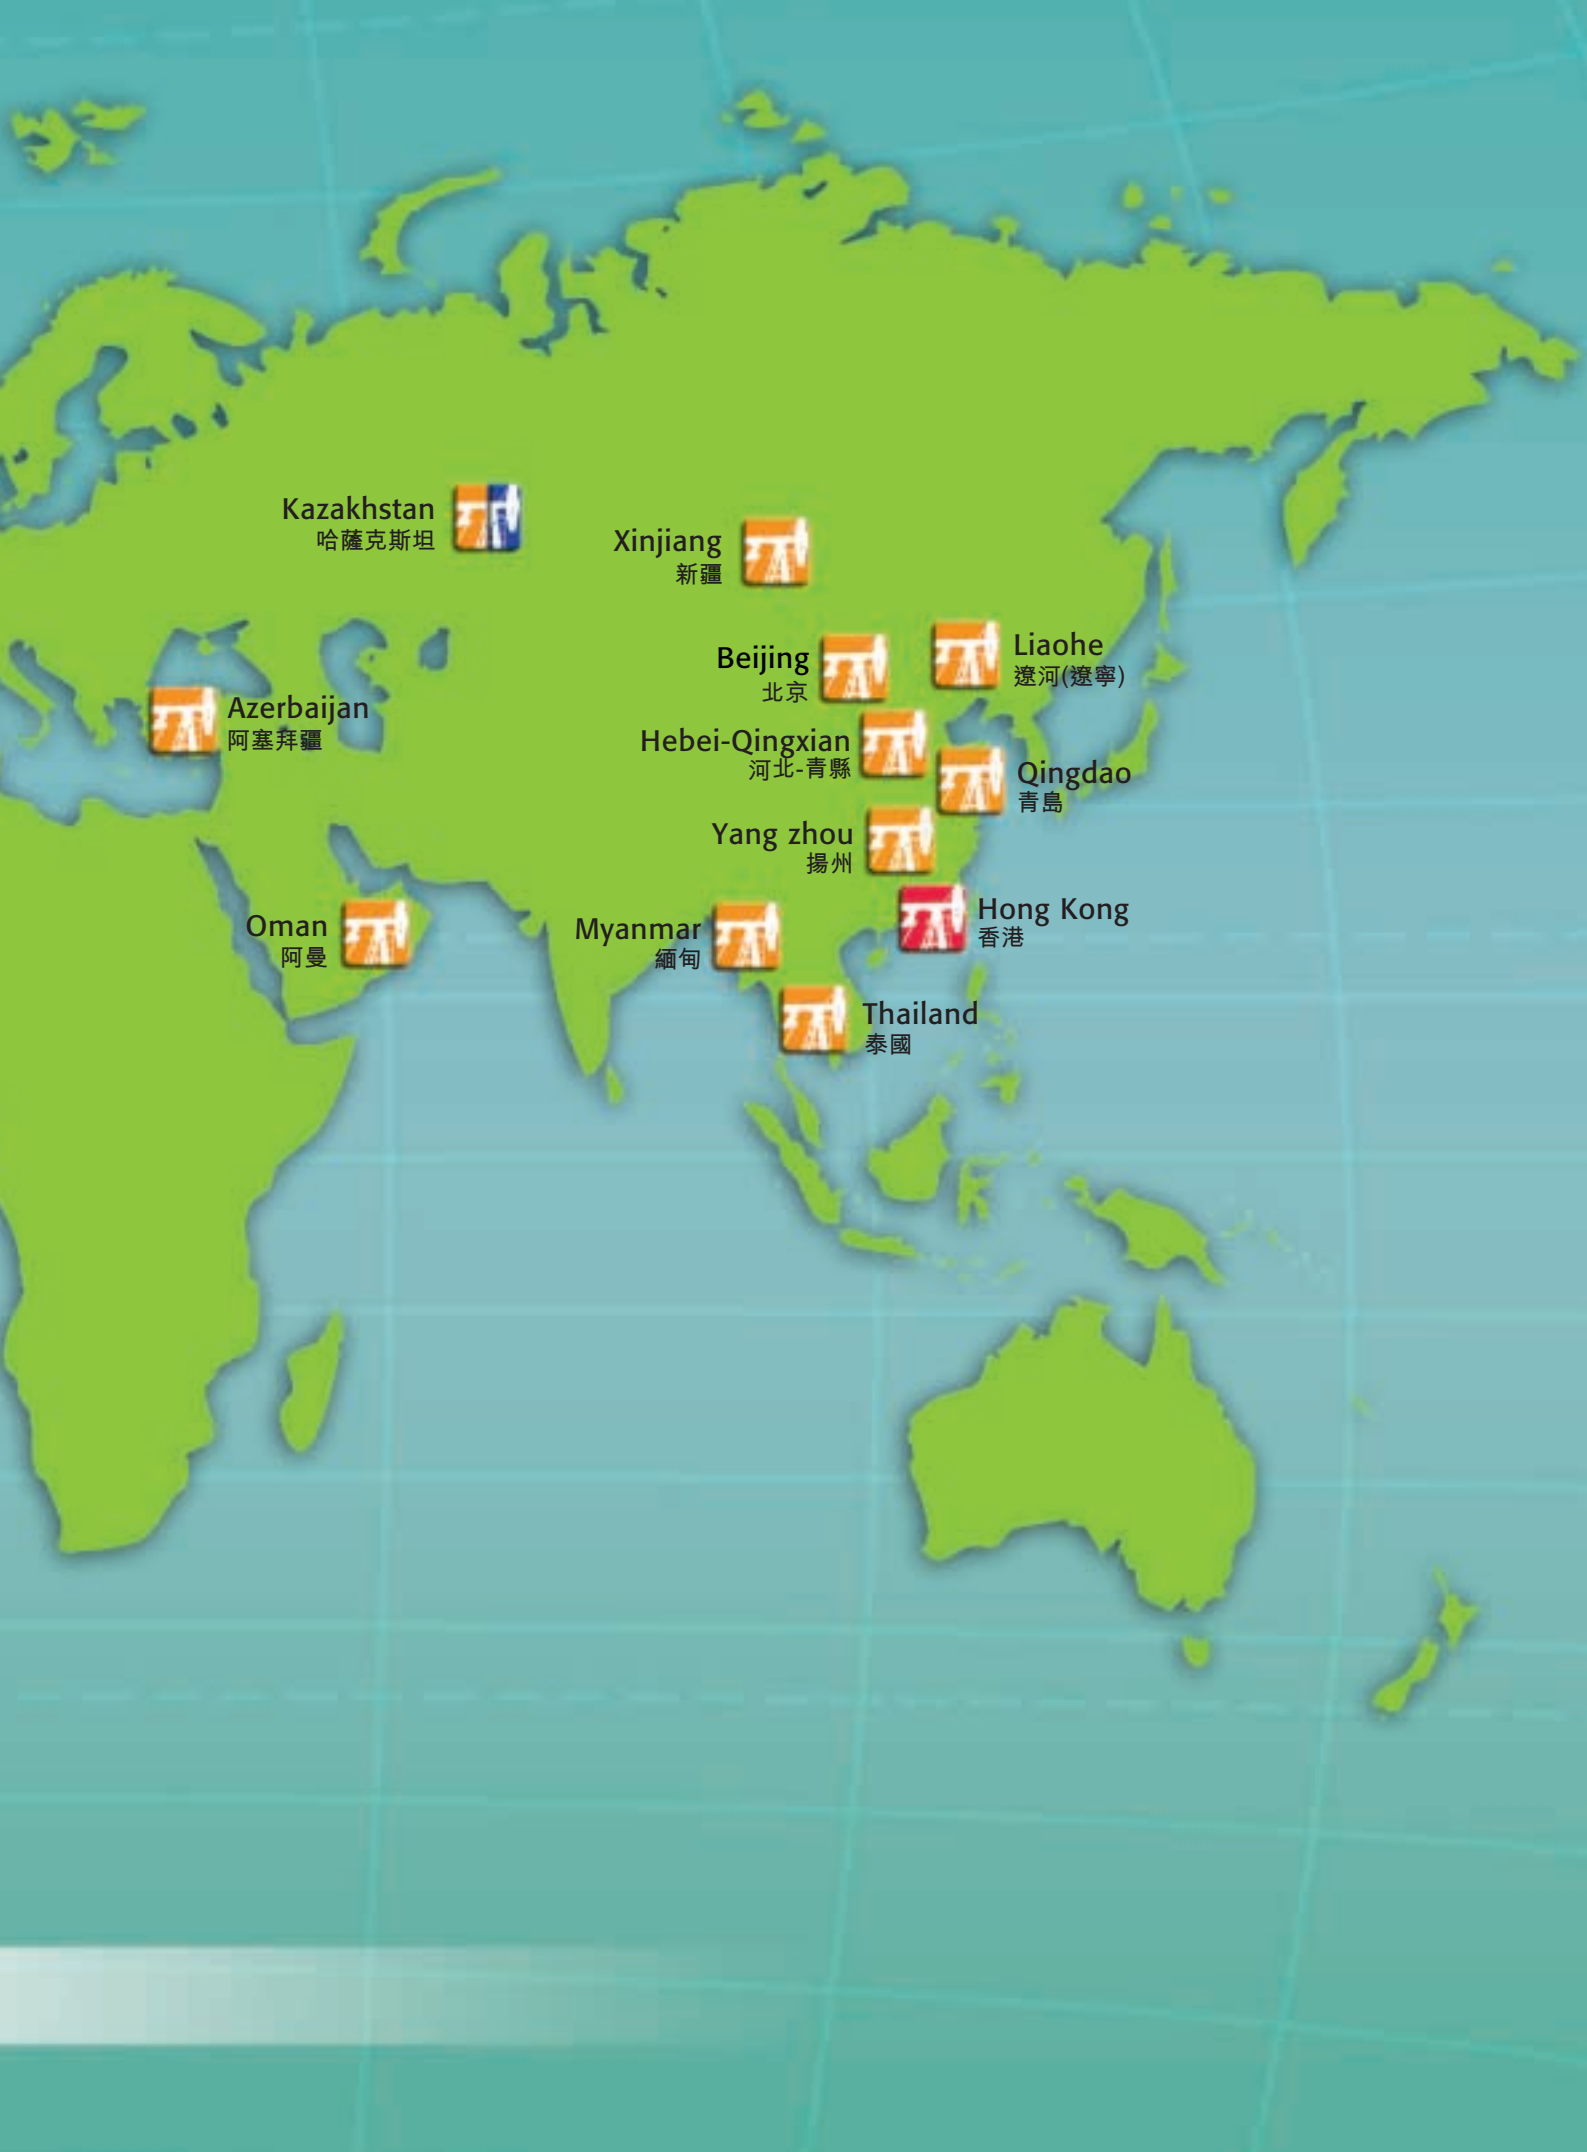 Kazakhstan
哈薩克斯坦
Xinjiang
新疆
Beijing
北京
Liaohe
遼河(遼寧)
Azerbaijan
阿塞拜疆
Hebei-Qingxian
河北-青縣
Qingdao
青島
Yang zhou
揚州
Oman
阿曼
Myanmar
緬甸
Hong Kong
香港
Thailand
泰國